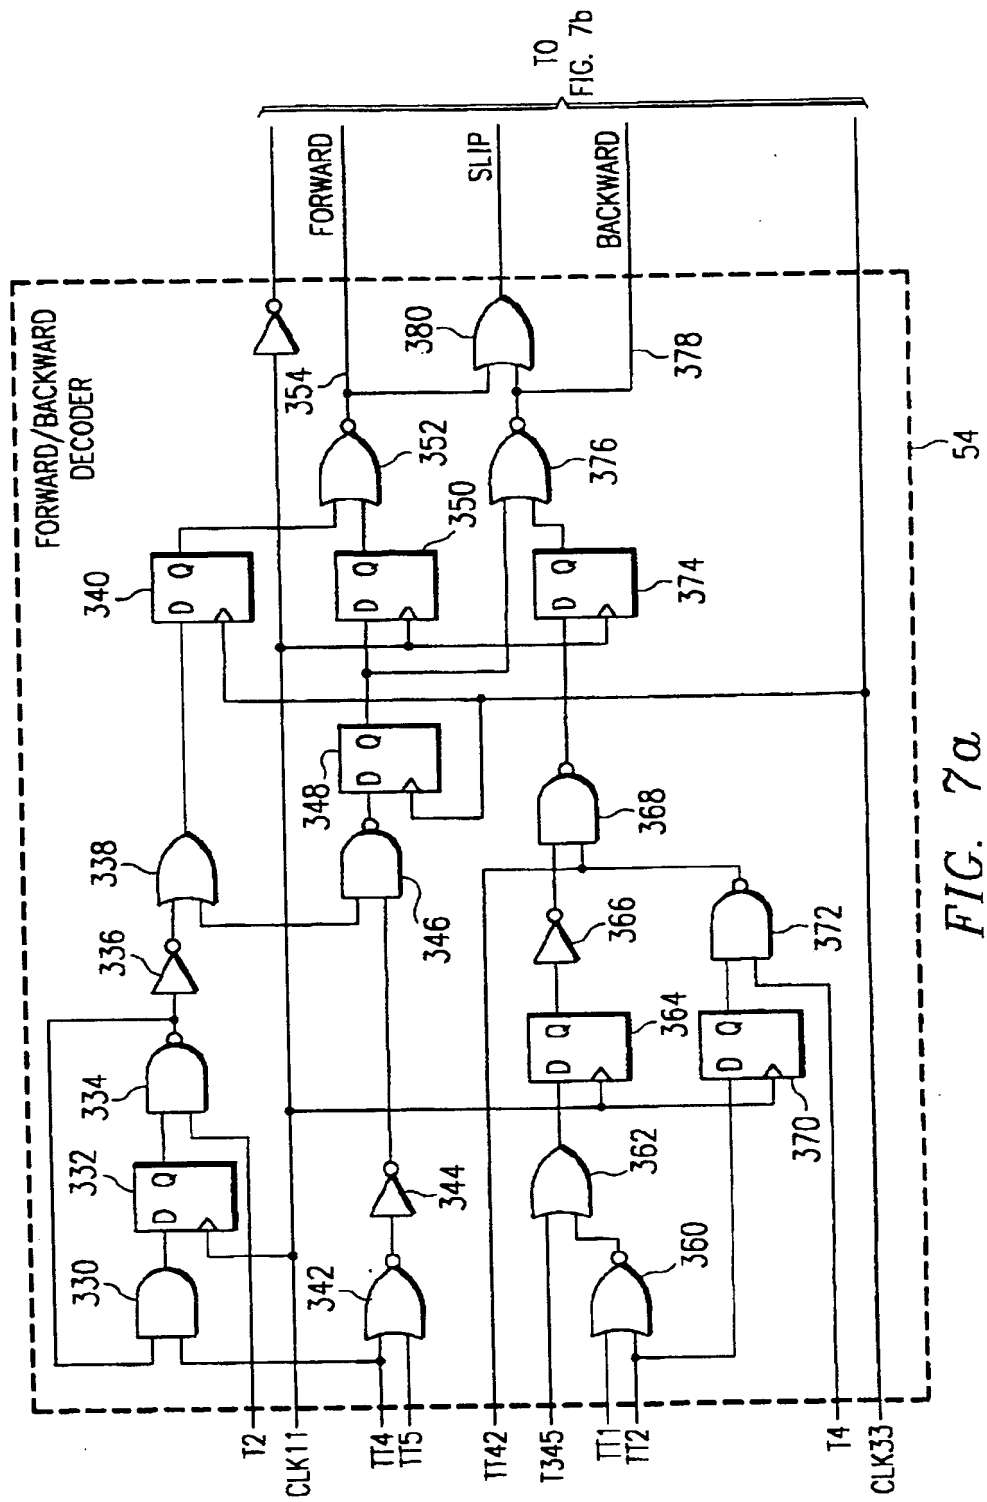 FORWARD/BACKWARD
DECODER
TO
FIG. 7b
FORWARD
SLIP
BACKWARD
330
332
D Q
334
336
338
340
D Q
354
342
344
346
348
D Q
350
D Q
352
380
360
362
364
D Q
366
368
374
D Q
376
378
370
D Q
372
54
T2
CLK11
TT4
TT5
TT42
T345
TT1
TT2
T4
CLK33
FIG. 7a